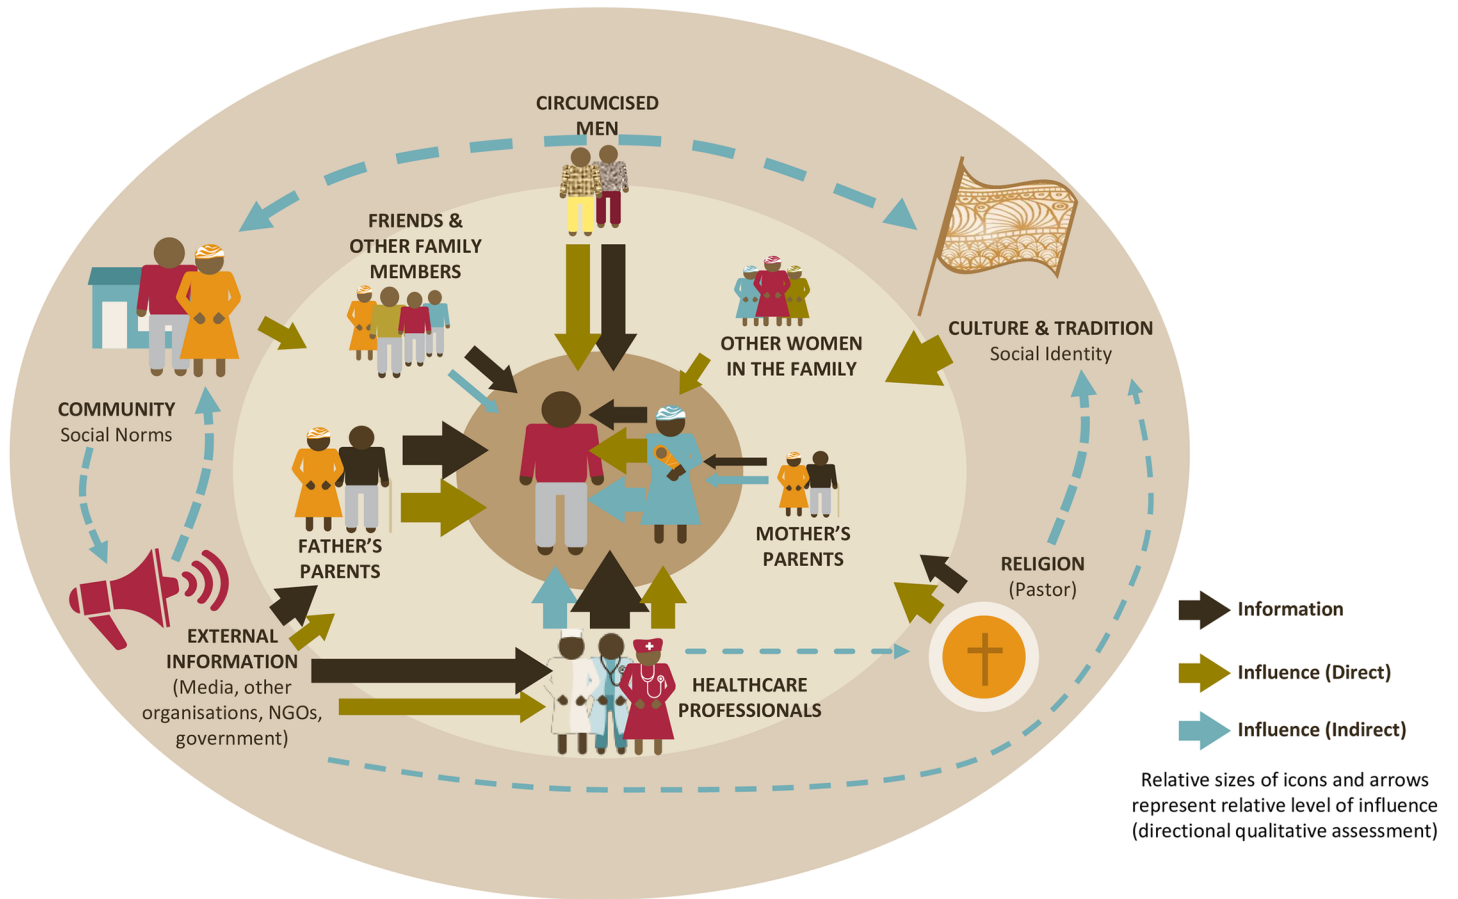 CIRCUMCISED
MEN
FRIENDS &
OTHER FAMILY
MEMBERS
OTHER WOMEN
IN THE FAMILY
CULTURE & TRADITION
Social Identity
COMMUNITY
Social Norms
FATHER'S
PARENTS
MOTHER'S
PARENTS
RELIGION
(Pastor)
EXTERNAL
INFORMATION
(Media, other
organisations, NGOs,
government)
HEALTHCARE
PROFESSIONALS
Information
Influence (Direct)
Influence (Indirect)
Relative sizes of icons and arrows
represent relative level of influence
(directional qualitative assessment)